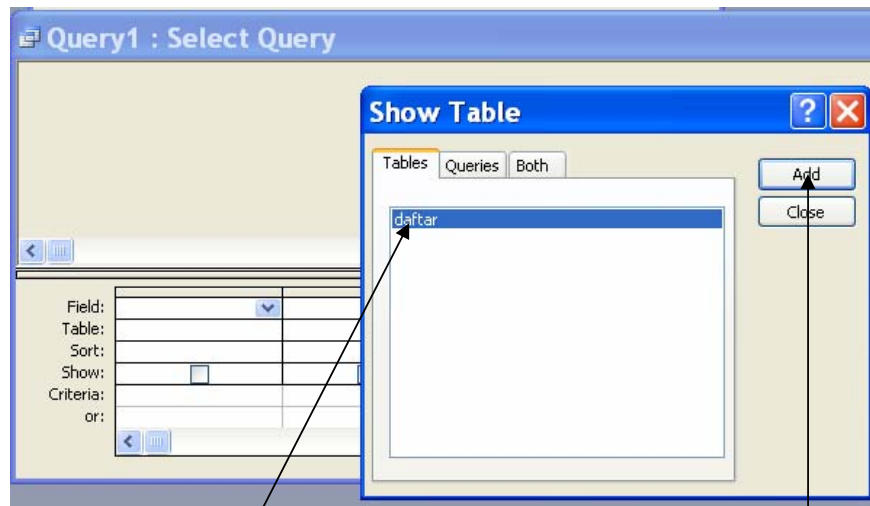 Query1 : Select Query
Show Table
Tables Queries Both
Add
daftar
Close
Field:
Table:
Sort:
Show:
Criteria:
or: